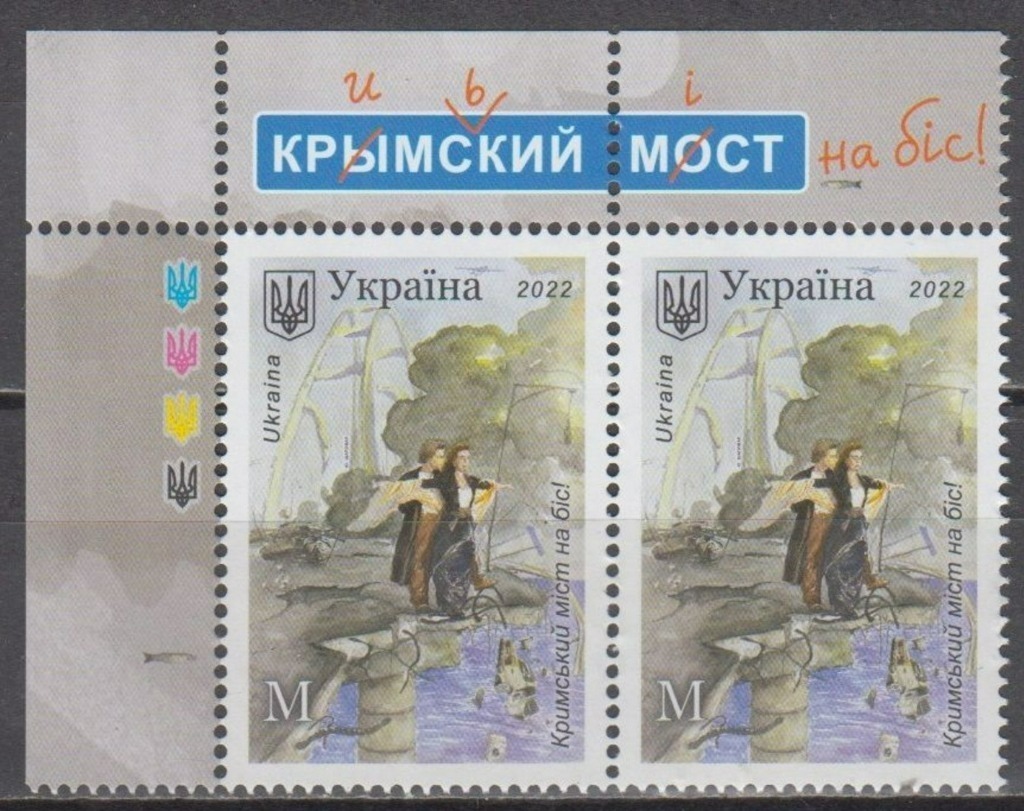 и ь і
КРЫМСКИЙ МОСТ на біс!
Україна 2022
Ukraina
Кримський міст на біс!
М
Україна 2022
Ukraina
Кримський міст на біс!
М